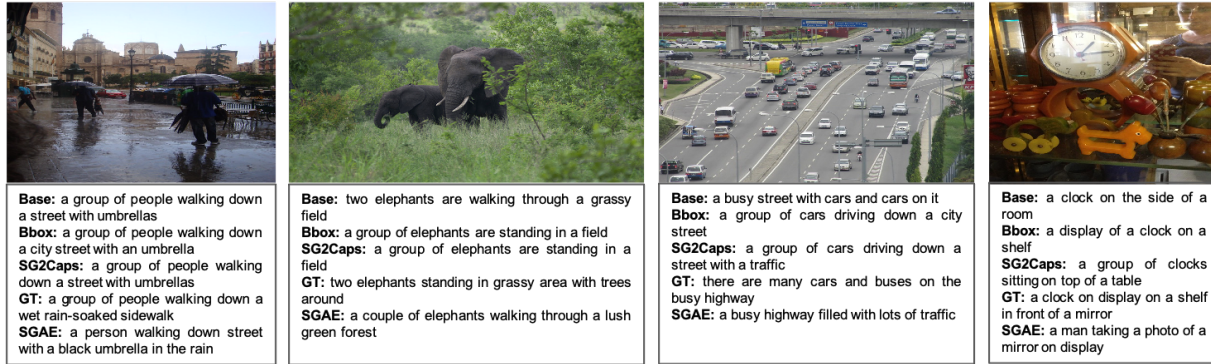 Base: a group of people walking down
a street with umbrellas
Bbox: a group of people walking down
a city street with an umbrella
SG2Caps: a group of people walking
down a street with umbrellas
GT: a group of people walking down a
wet rain-soaked sidewalk
SGAE: a person walking down street
with a black umbrella in the rain
Base: two elephants are walking through a grassy
field
Bbox: a group of elephants are standing in a field
SG2Caps: a group of elephants are standing in a
field
GT: two elephants standing in grassy area with trees
around
SGAE: a couple of elephants walking through a lush
green forest
Base: a busy street with cars and cars on it
Bbox: a group of cars driving down a city
street
SG2Caps: a group of cars driving down a
street with a traffic
GT: there are many cars and buses on the
busy highway
SGAE: a busy highway filled with lots of traffic
Base: a clock on the side of a
room
Bbox: a display of a clock on a
shelf
SG2Caps: a group of clocks
sitting on top of a table
GT: a clock on display on a shelf
in front of a mirror
SGAE: a man taking a photo of a
mirror on display